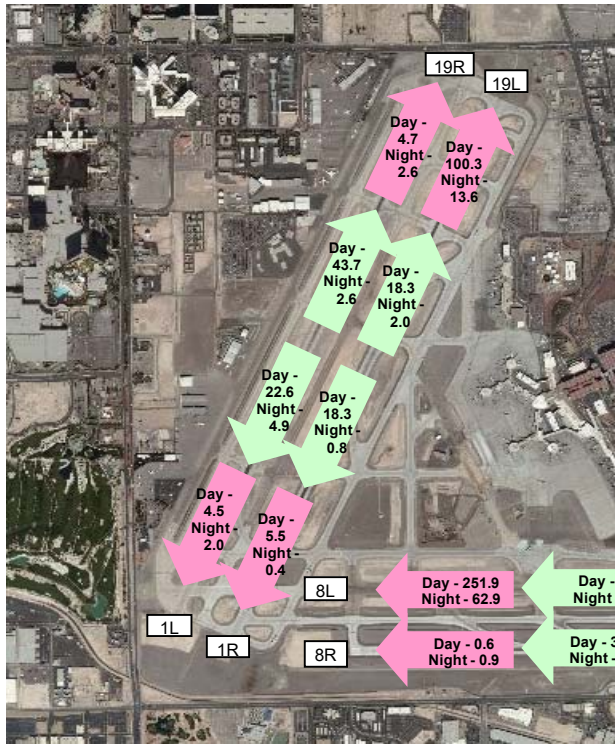 19R
19L
Day -
4.7
Night -
2.6
Day -
100.3
Night -
13.6
Day -
43.7
Night -
2.6
Day -
18.3
Night -
2.0
Day -
22.6
Night -
4.9
Day -
18.3
Night -
0.8
Day -
4.5
Night -
2.0
Day -
5.5
Night -
0.4
8L
Day - 251.9
Night - 62.9
Day -
Night
1L
1R
8R
Day - 0.6
Night - 0.9
Day - 3
Night -